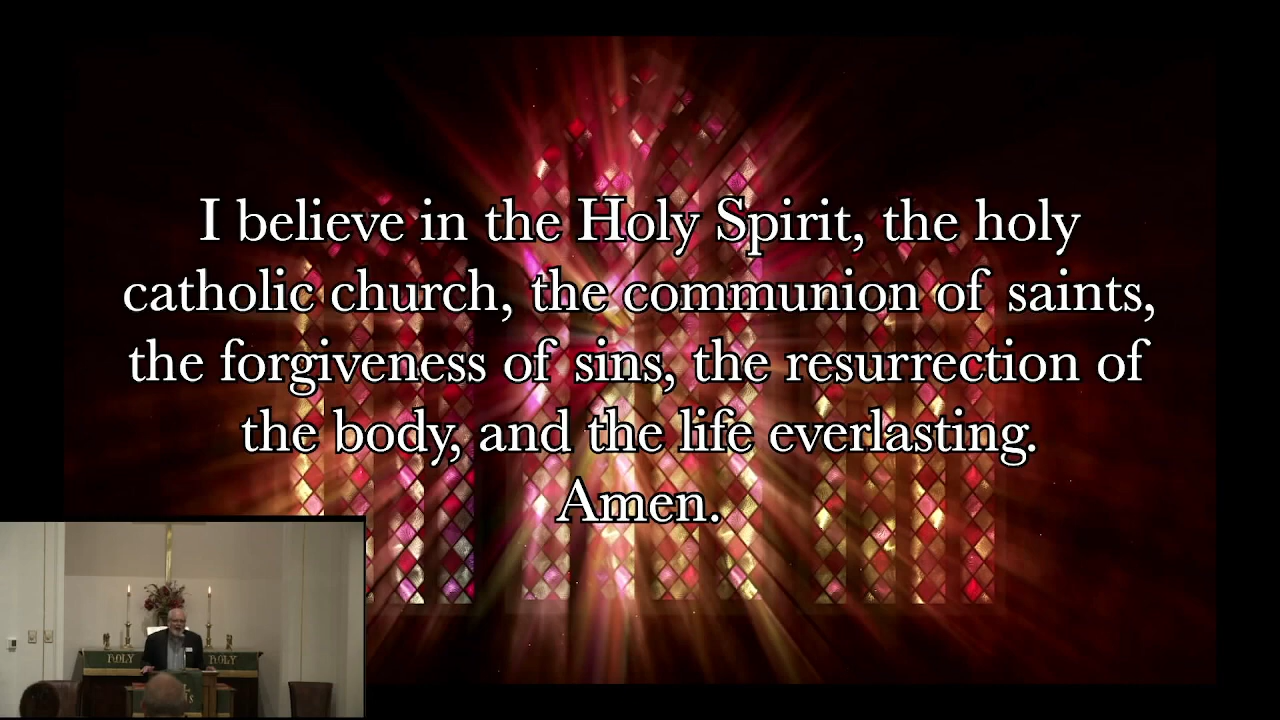 I believe in the Holy Spirit, the holy
catholic church, the communion of saints,
the forgiveness of sins, the resurrection of
the body, and the life everlasting.
Amen.
HOLY HOLY